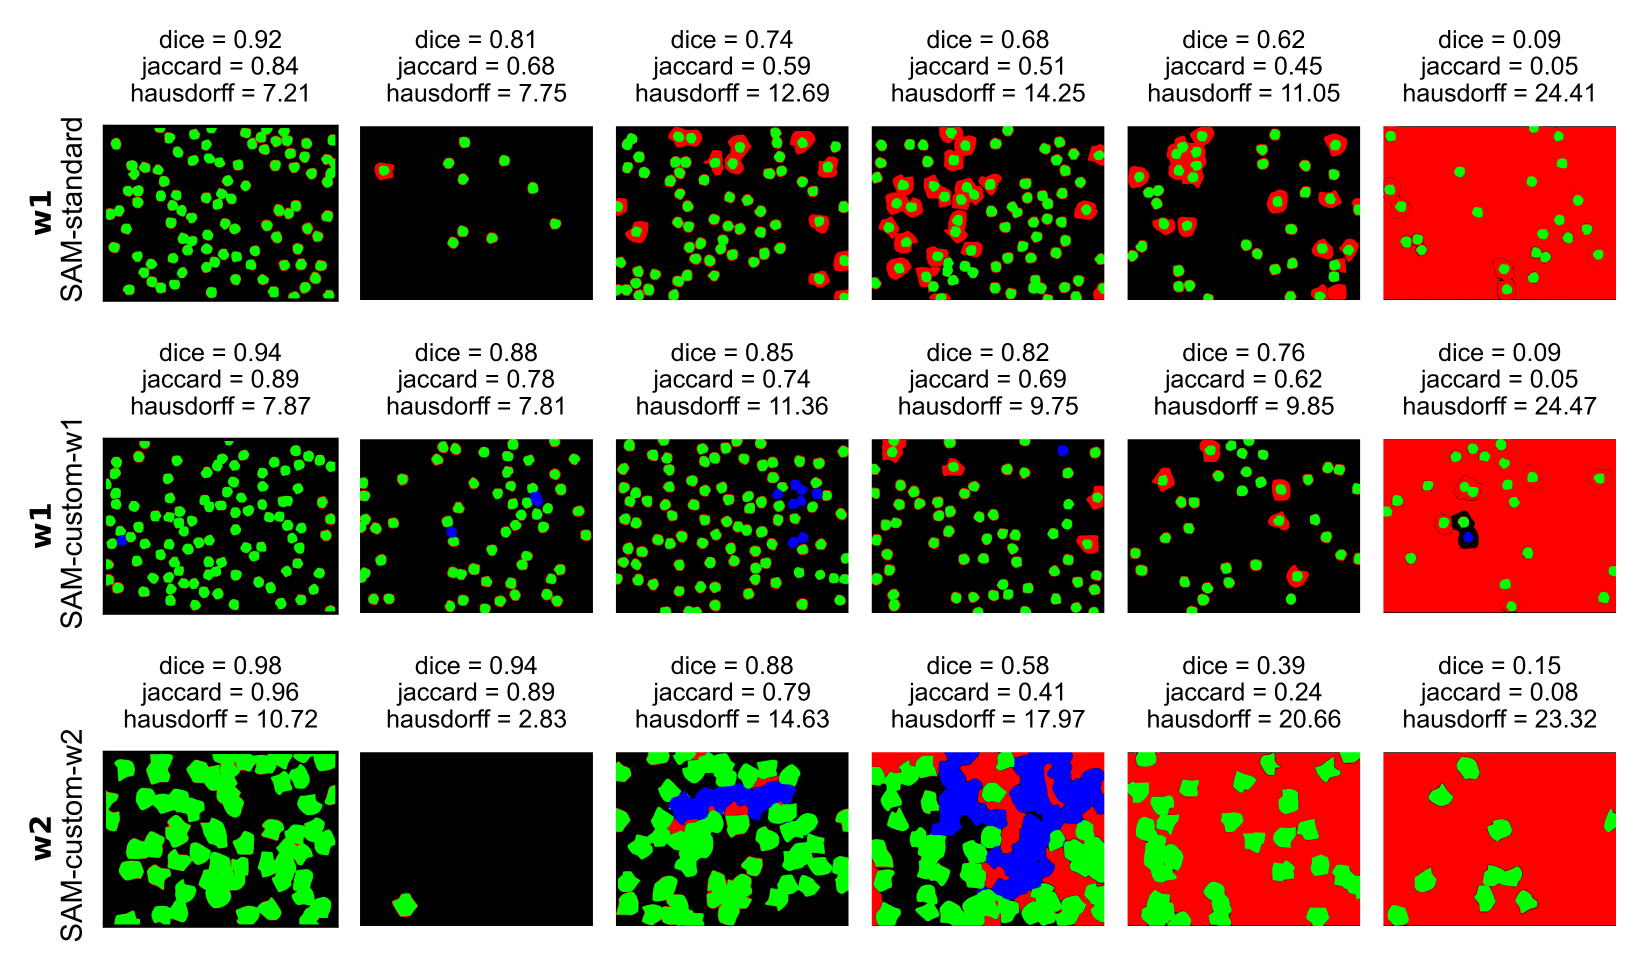 dice = 0.92
jaccard = 0.84
hausdorff = 7.21
dice = 0.81
jaccard = 0.68
hausdorff = 7.75
dice = 0.74
jaccard = 0.59
hausdorff = 12.69
dice = 0.68
jaccard = 0.51
hausdorff = 14.25
dice = 0.62
jaccard = 0.45
hausdorff = 11.05
dice = 0.09
jaccard = 0.05
hausdorff = 24.41
w1
SAM-standard
dice = 0.94
jaccard = 0.89
hausdorff = 7.87
dice = 0.88
jaccard = 0.78
hausdorff = 7.81
dice = 0.85
jaccard = 0.74
hausdorff = 11.36
dice = 0.82
jaccard = 0.69
hausdorff = 9.75
dice = 0.76
jaccard = 0.62
hausdorff = 9.85
dice = 0.09
jaccard = 0.05
hausdorff = 24.47
w1
SAM-custom-w1
dice = 0.98
jaccard = 0.96
hausdorff = 10.72
dice = 0.94
jaccard = 0.89
hausdorff = 2.83
dice = 0.88
jaccard = 0.79
hausdorff = 14.63
dice = 0.58
jaccard = 0.41
hausdorff = 17.97
dice = 0.39
jaccard = 0.24
hausdorff = 20.66
dice = 0.15
jaccard = 0.08
hausdorff = 23.32
w2
SAM-custom-w2